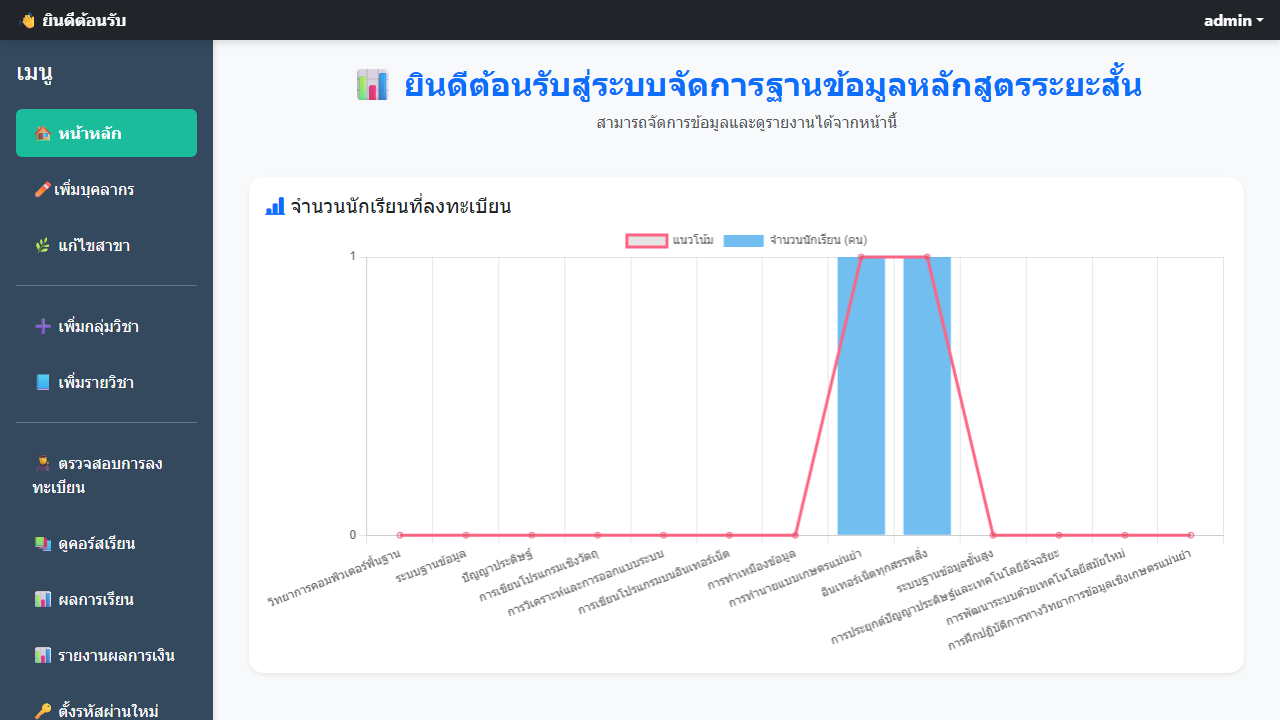 👋 ยินดีต้อนรับ
admin
เมนู
🏠 หน้าหลัก
เพิ่มบุคลากร
🌿 แก้ไขสาขา
➕ เพิ่มกลุ่มวิชา
📘 เพิ่มรายวิชา
ตรวจสอบการลง
ทะเบียน
📚 ดูคอร์สเรียน
📊 ผลการเรียน
📊 รายงานผลการเงิน
🔑 ตั้งรหัสผ่านใหม่
📊 ยินดีต้อนรับสู่ระบบจัดการฐานข้อมูลหลักสูตรระยะสั้น
สามารถจัดการข้อมูลและดูรายงานได้จากหน้านี้
จำนวนนักเรียนที่ลงทะเบียน
แนวโน้ม
จำนวนนักเรียน (คน)
1
0
วิทยาการคอมพิวเตอร์พื้นฐาน
ระบบฐานข้อมูล
ปัญญาประดิษฐ์
การเขียนโปรแกรมเชิงวัตถุ
การวิเคราะห์และการออกแบบระบบ
การเขียนโปรแกรมบนอินเทอร์เน็ต
การทำเหมืองข้อมูล
การทำนายแบบเกษตรแม่นยำ
อินเทอร์เน็ตทุกสรรพสิ่ง
ระบบฐานข้อมูลขั้นสูง
การประยุกต์ปัญญาประดิษฐ์และเทคโนโลยีอัจฉริยะ
การพัฒนาระบบด้วยเทคโนโลยีสมัยใหม่
การฝึกปฏิบัติการทางวิทยาการข้อมูลเชิงเกษตรแม่นยำ